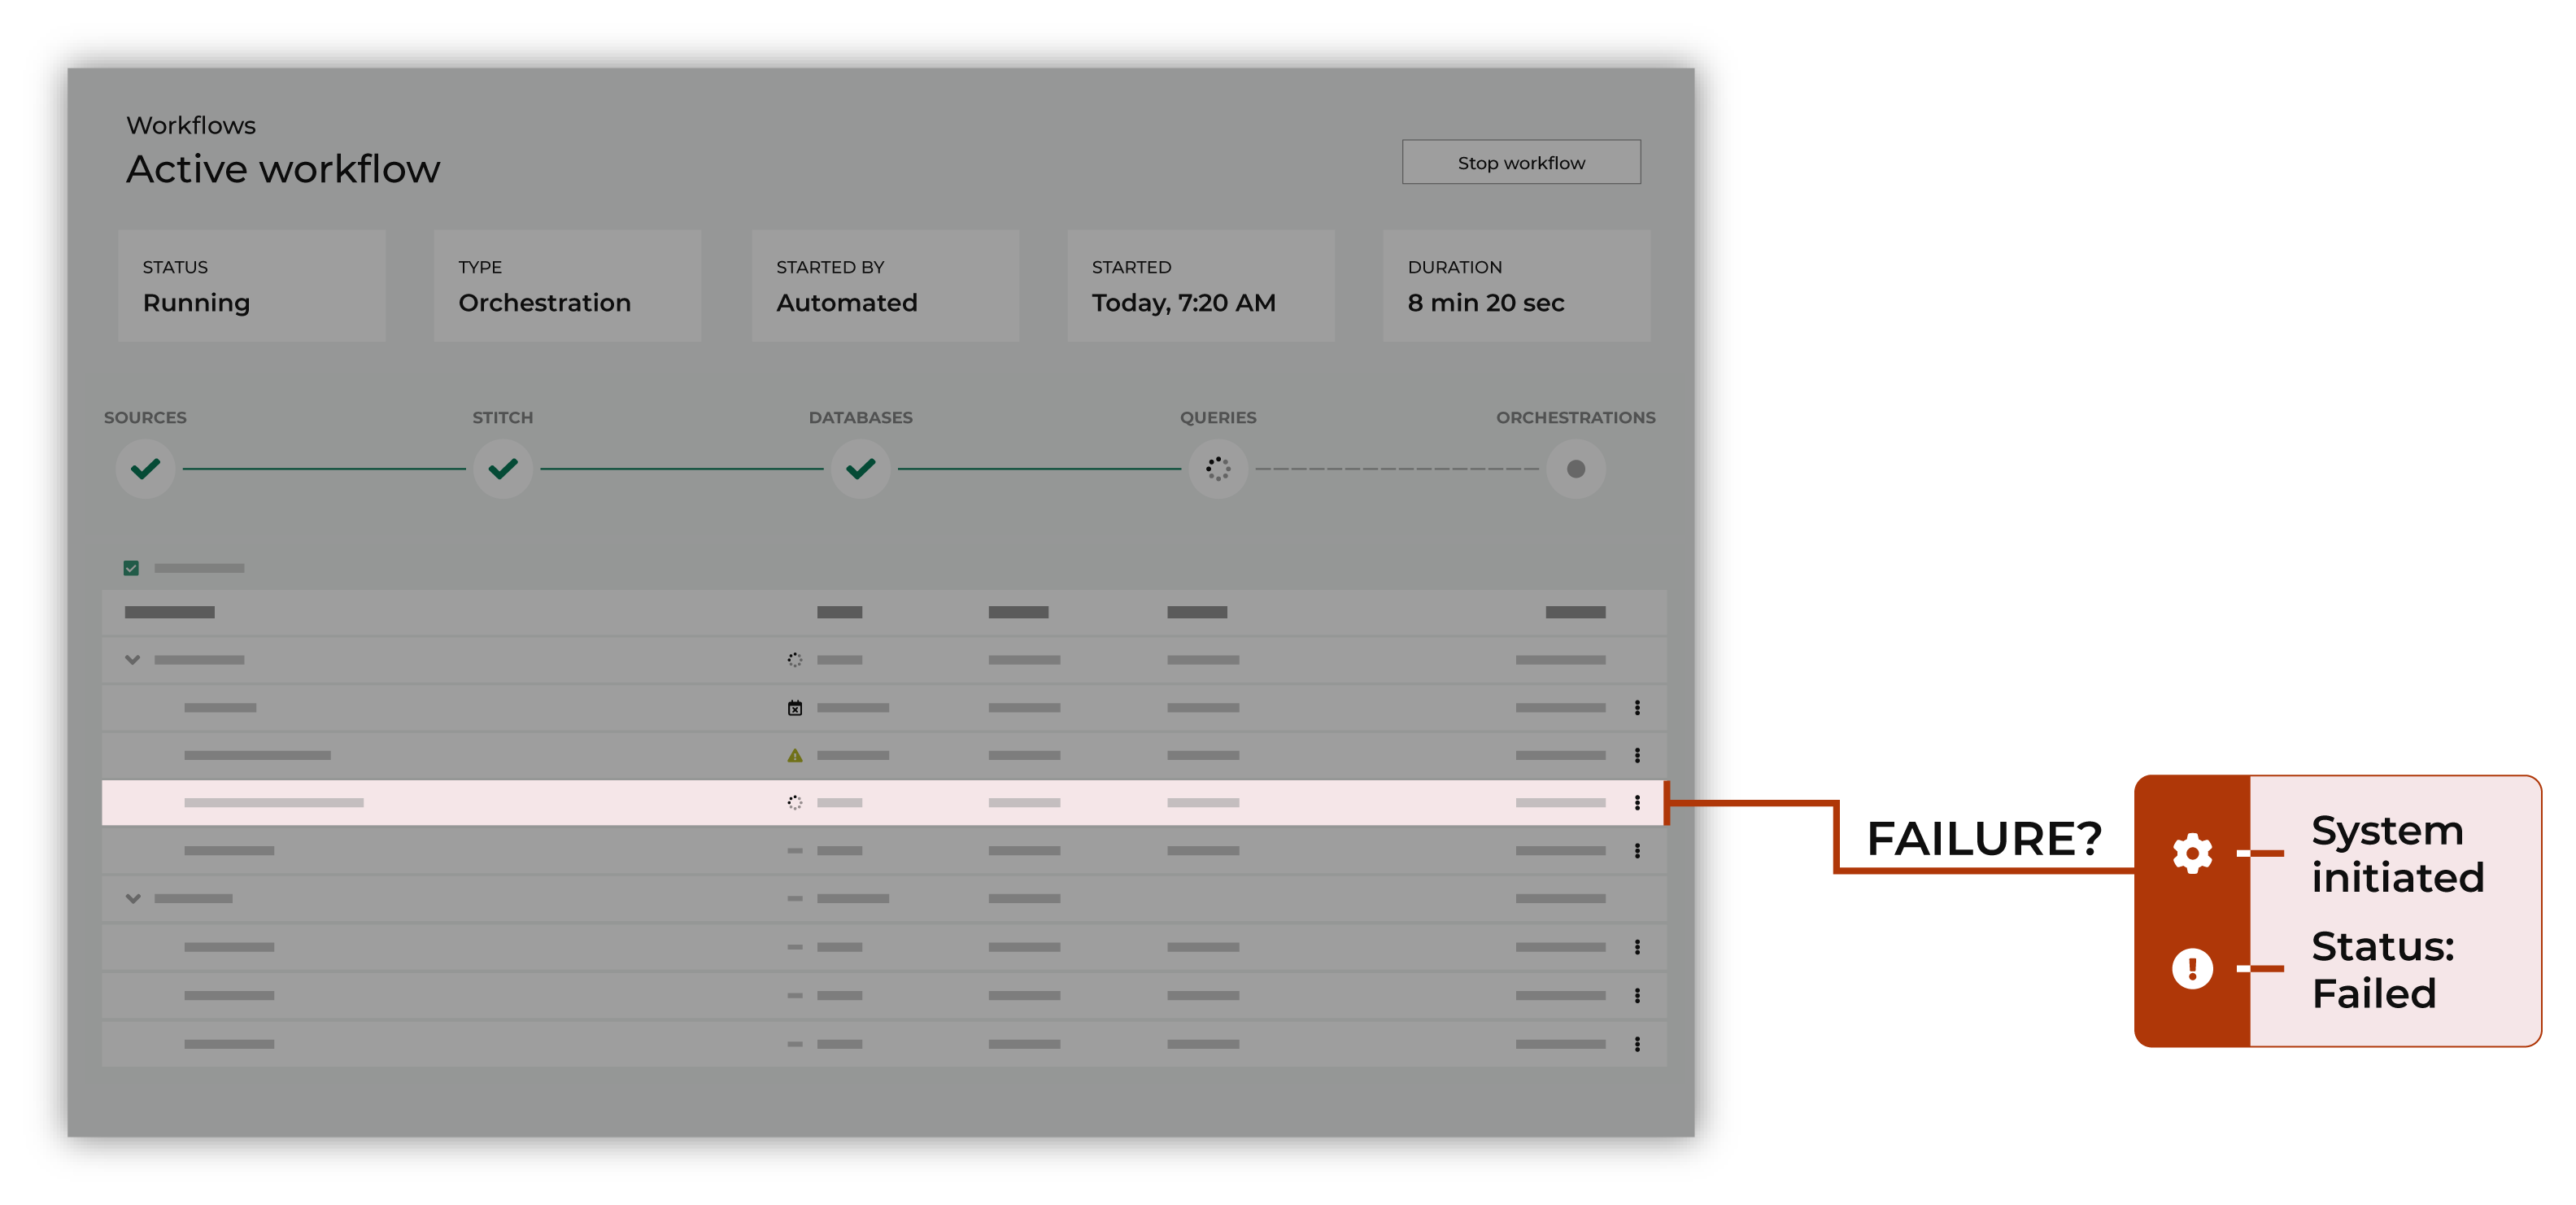 Workflows
Active workflow
Stop workflow
STATUS
Running
TYPE
Orchestration
STARTED BY
Automated
STARTED
Today, 7:20 AM
DURATION
8 min 20 sec
SOURCES
STITCH
DATABASES
QUERIES
ORCHESTRATIONS
FAILURE?
System
initiated
Status:
Failed